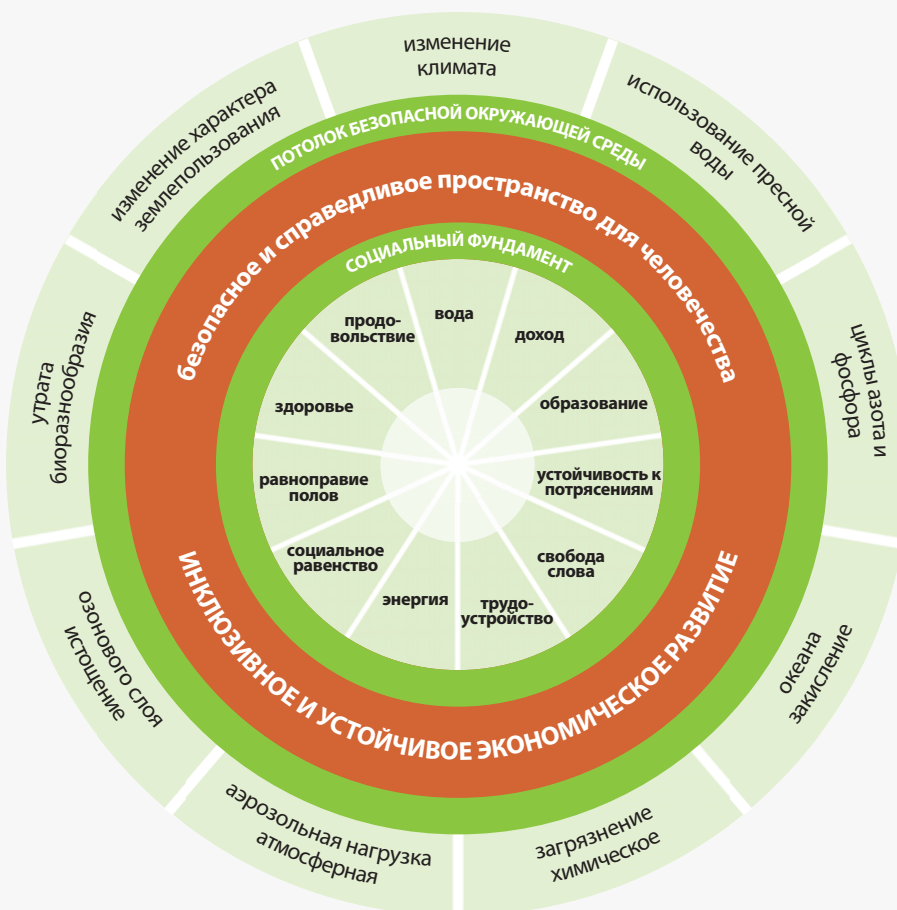 изменение
климата
использование пресной
воды
циклы азота и
фосфора
океана
закисление
загрязнение
химическое
аэрозольная нагрузка
атмосферная
озонового слоя
истощение
утрата
биоразнообразия
изменение характера
землепользования
ПОТОЛОК БЕЗОПАСНОЙ ОКРУЖАЮЩЕЙ СРЕДЫ
безопасное и справедливое пространство для человечества
СОЦИАЛЬНЫЙ ФУНДАМЕНТ
вода
доход
образование
устойчивость к
потрясениям
свобода
слова
трудо-
устройство
энергия
социальное
равенство
равноправие
полов
здоровье
продо-
вольствие
ИНКЛЮЗИВНОЕ И УСТОЙЧИВОЕ ЭКОНОМИЧЕСКОЕ РАЗВИТИЕ